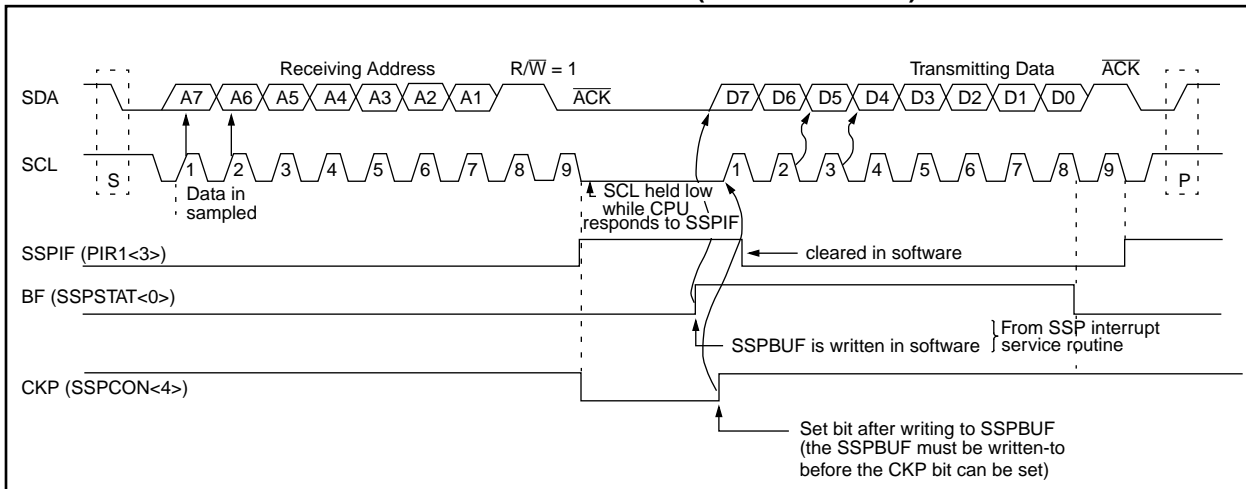 Receiving Address R/W = 1 Transmitting Data ACK
SDA A7 A6 A5 A4 A3 A2 A1 ACK D7 D6 D5 D4 D3 D2 D1 D0
SCL 1 2 3 4 5 6 7 8 9 1 2 3 4 5 6 7 8 9
S P
Data in
sampled
SCL held low
while CPU
responds to SSPIF
SSPIF (PIR1<3>)
cleared in software
BF (SSPSTAT<0>)
SSPBUF is written in software
From SSP interrupt
service routine
CKP (SSPCON<4>)
Set bit after writing to SSPBUF
(the SSPBUF must be written-to
before the CKP bit can be set)